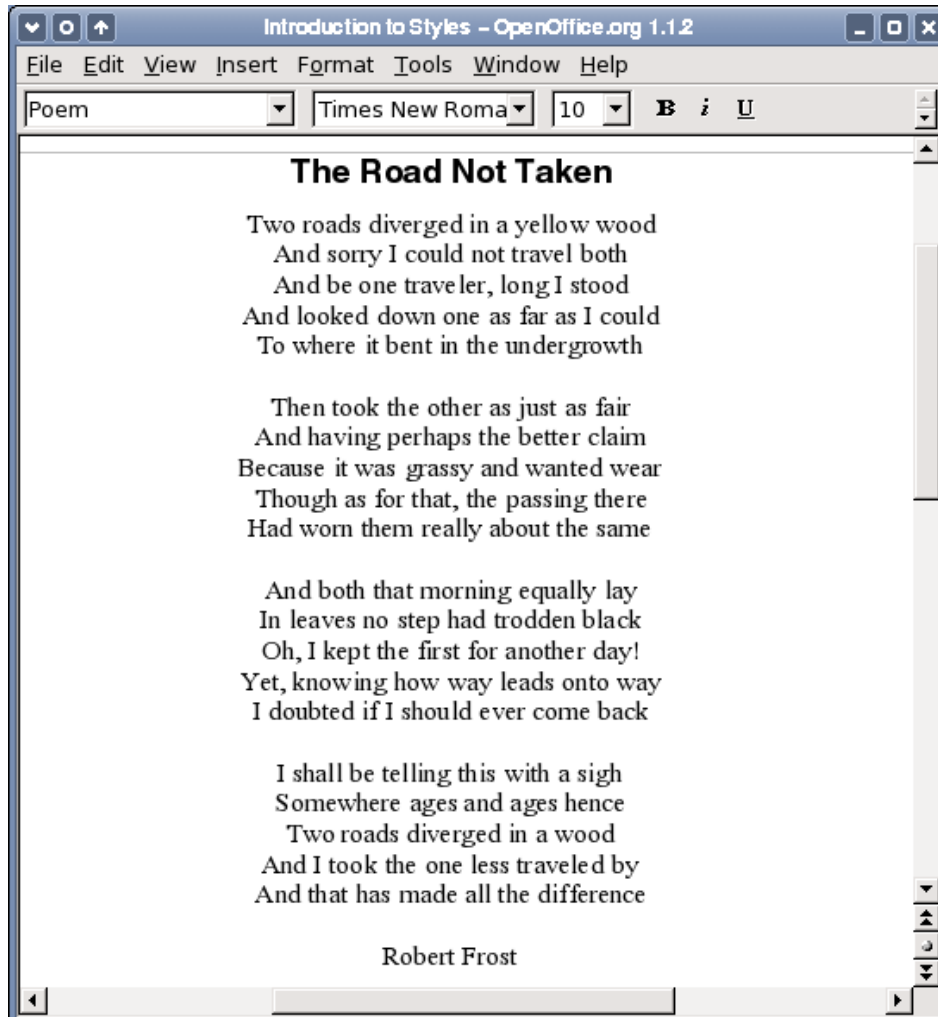 Introduction to Styles – OpenOffice.org 1.1.2
File Edit View Insert Format Tools Window Help
Poem Times New Roma 10 B i U
The Road Not Taken
Two roads diverged in a yellow wood
And sorry I could not travel both
And be one traveler, long I stood
And looked down one as far as I could
To where it bent in the undergrowth
Then took the other as just as fair
And having perhaps the better claim
Because it was grassy and wanted wear
Though as for that, the passing there
Had worn them really about the same
And both that morning equally lay
In leaves no step had trodden black
Oh, I kept the first for another day!
Yet, knowing how way leads onto way
I doubted if I should ever come back
I shall be telling this with a sigh
Somewhere ages and ages hence
Two roads diverged in a wood
And I took the one less traveled by
And that has made all the difference
Robert Frost